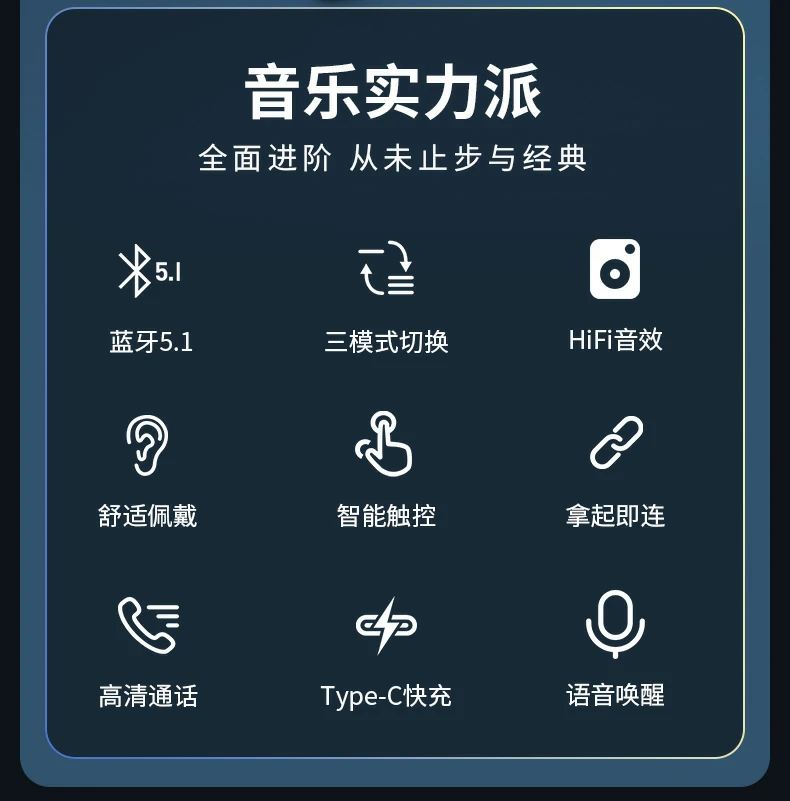 音乐实力派
全面进阶 从未止步与经典
5.1
蓝牙5.1
三模式切换
HiFi音效
舒适佩戴
智能触控
拿起即连
高清通话
Type-C快充
语音唤醒